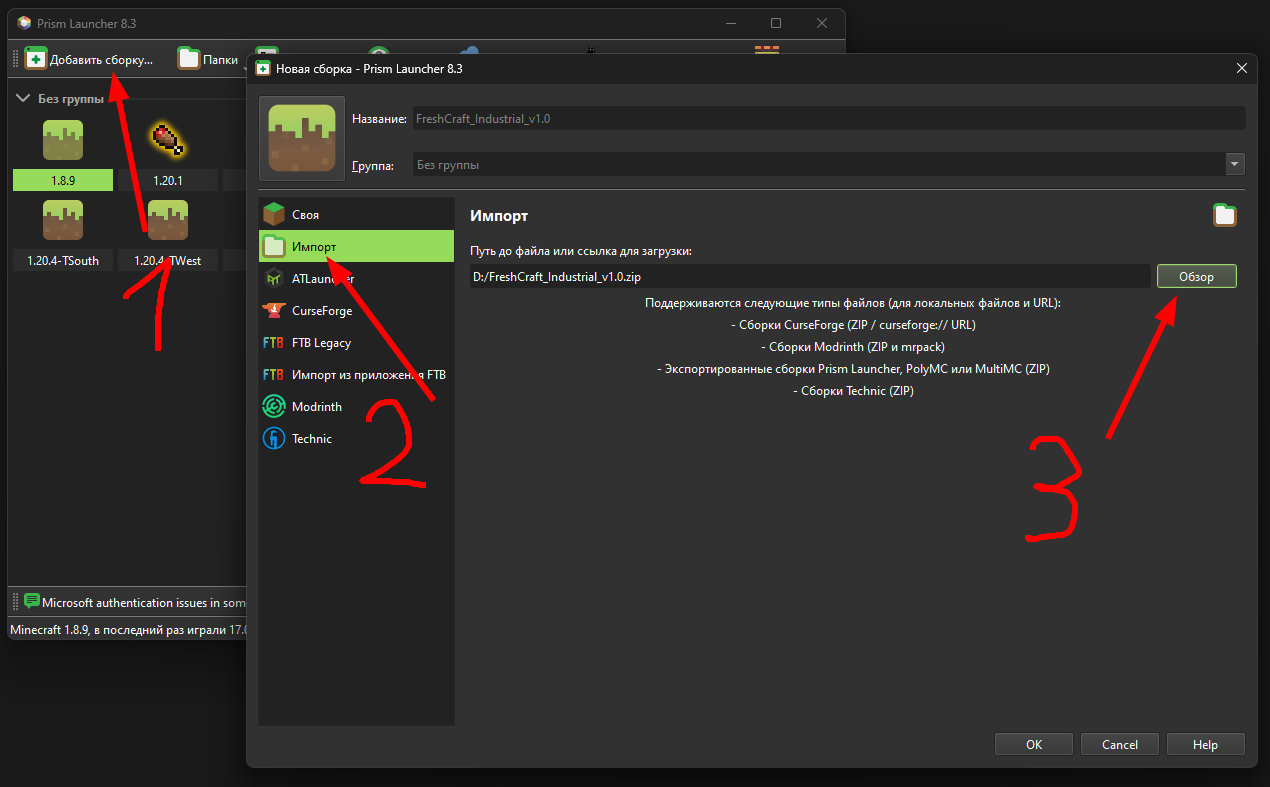 Prism Launcher 8.3
Добавить сборку...
Папки
Без группы
1.8.9
1.20.1
1.20.4-TSouth
1.20.4-TWest
1
Microsoft authentication issues in som
Minecraft 1.8.9, в последний раз играли 17.0
Новая сборка - Prism Launcher 8.3
Название: FreshCraft_Industrial_v1.0
Группа: Без группы
Своя
Импорт
ATLauncher
CurseForge
FTB Legacy
Импорт из приложения FTB
Modrinth
Technic
2
Импорт
Путь до файла или ссылка для загрузки:
D:/FreshCraft_Industrial_v1.0.zip
Обзор
Поддерживаются следующие типы файлов (для локальных файлов и URL):
- Сборки CurseForge (ZIP / curseforge:// URL)
- Сборки Modrinth (ZIP и mrpack)
- Экспортированные сборки Prism Launcher, PolyMC или MultiMC (ZIP)
- Сборки Technic (ZIP)
3
OK
Cancel
Help